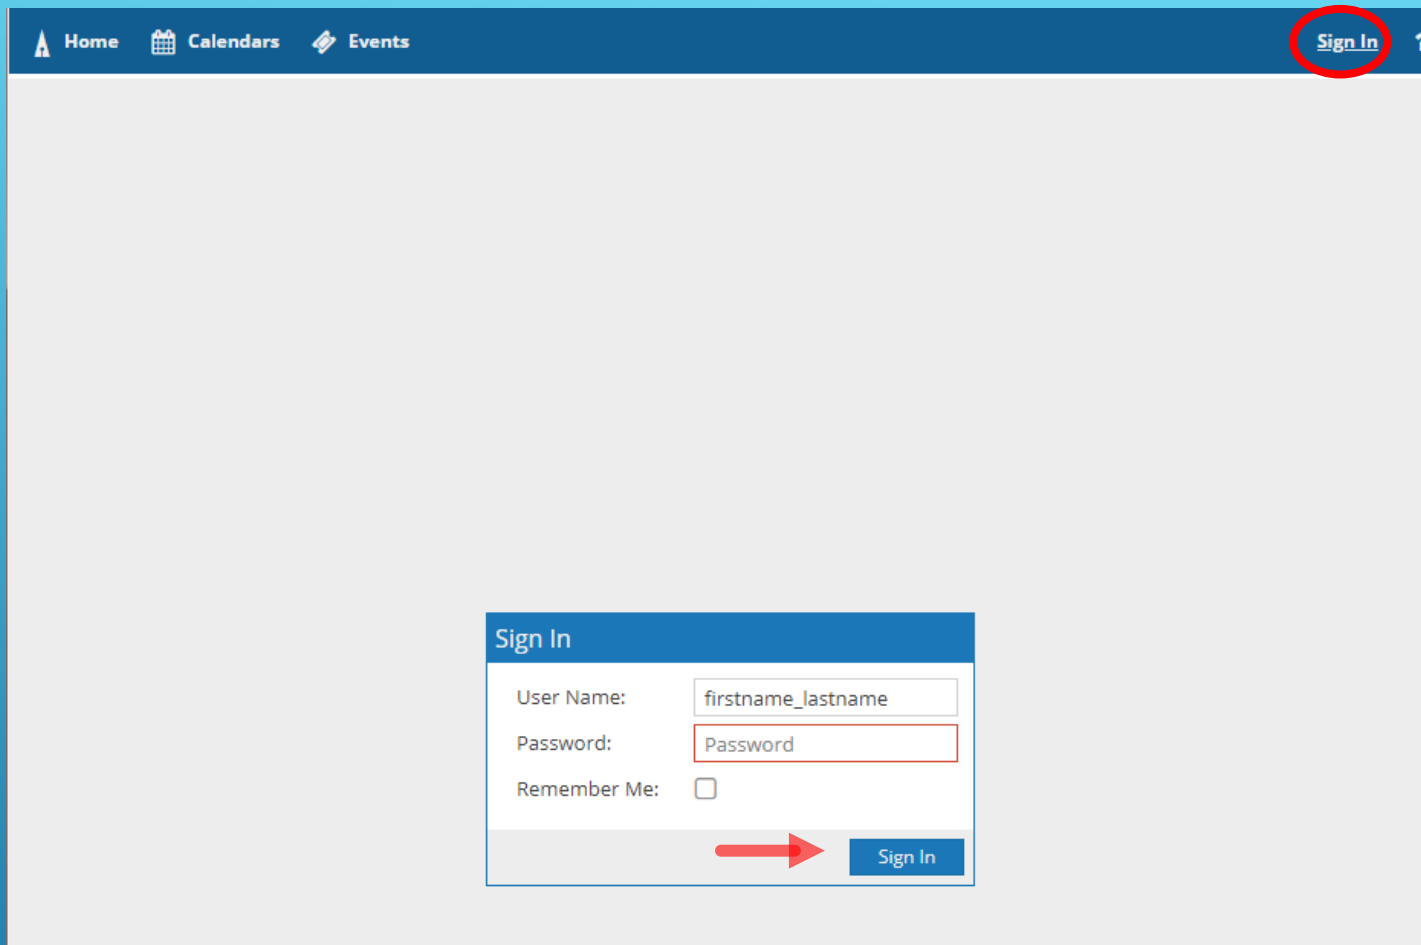 Home Calendars Events Sign In ?
Sign In
User Name: firstname_lastname
Password: Password
Remember Me:
Sign In